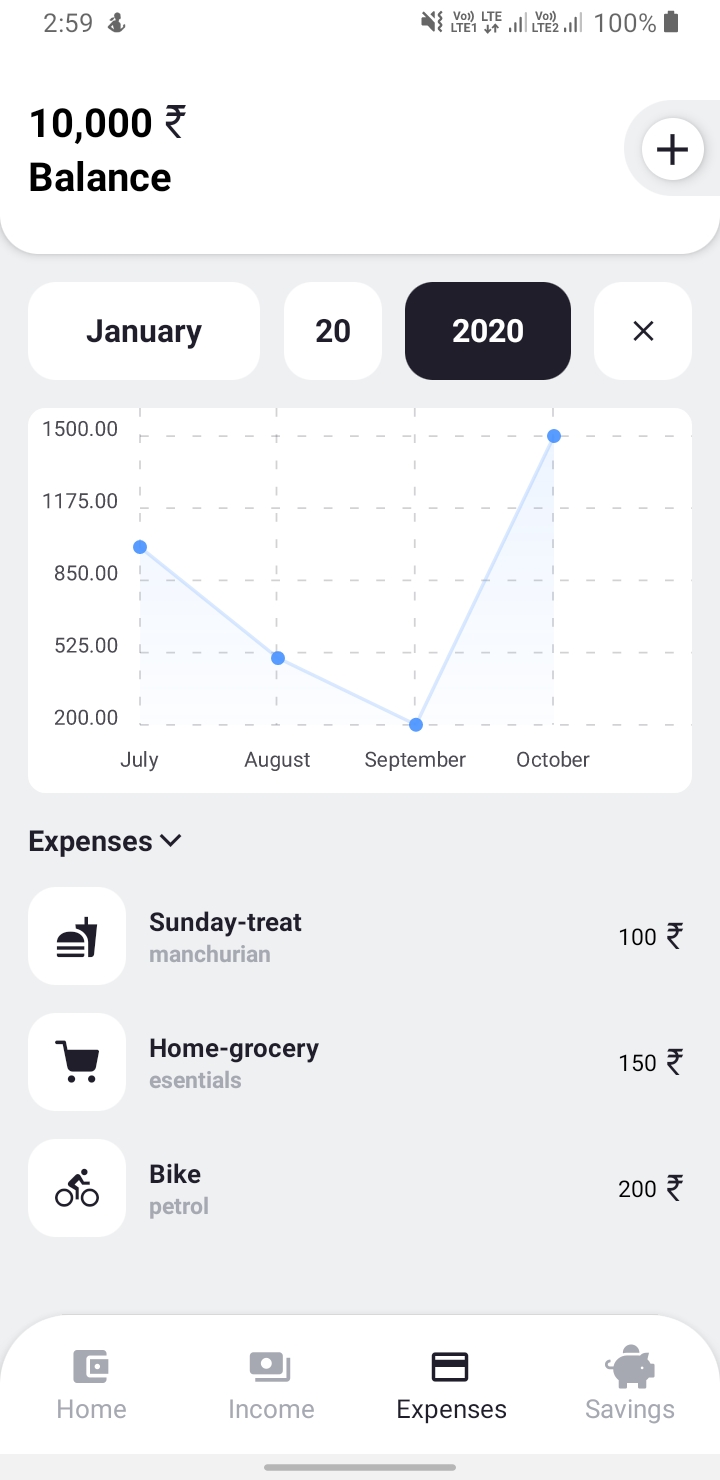 2:59 Vo)) LTE1 LTE Vo)) LTE2 100%
10,000 ₹
Balance
January 20 2020
1500.00
1175.00
850.00
525.00
200.00
July August September October
Expenses
Sunday-treat
manchurian
100 ₹
Home-grocery
esentials
150 ₹
Bike
petrol
200 ₹
Home Income Expenses Savings